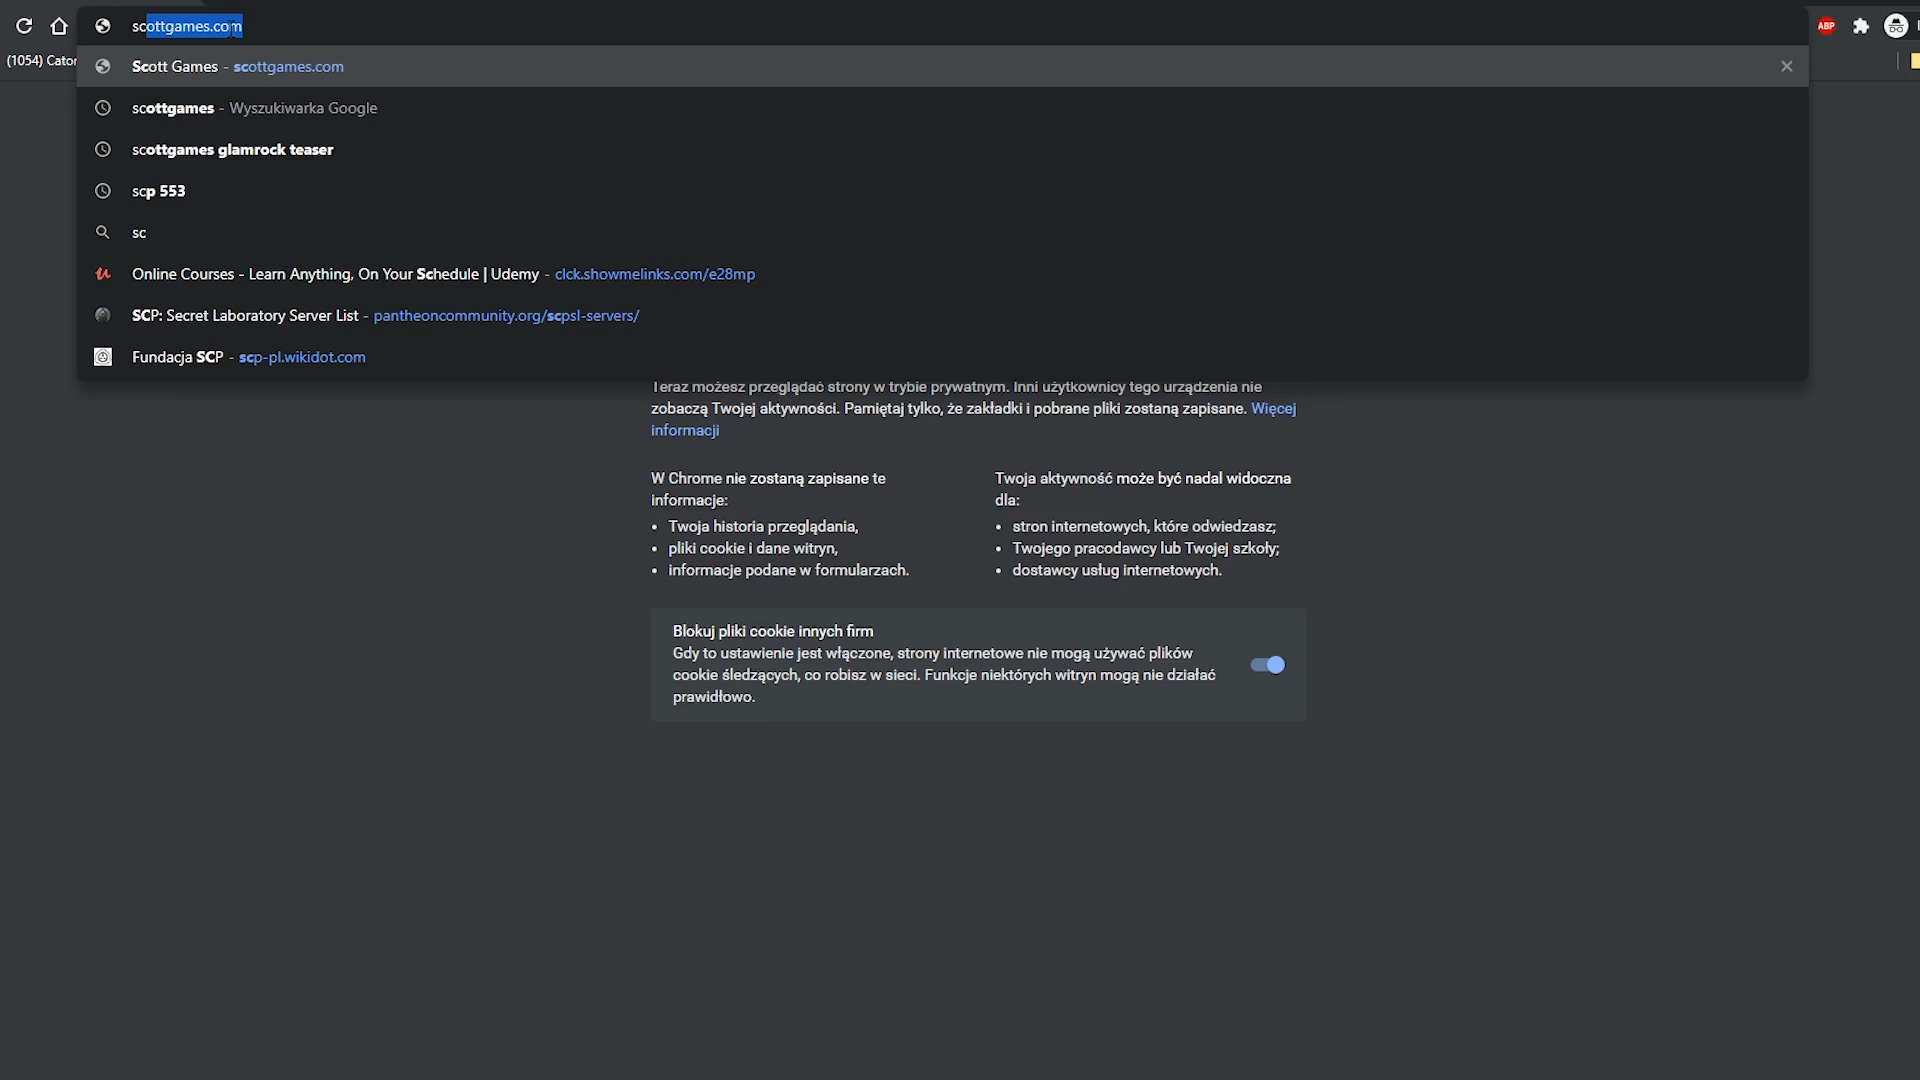 scottgames.com
ABP
(1054) Cator
Scott Games - scottgames.com
scottgames - Wyszukiwarka Google
scottgames glamrock teaser
scp 553
sc
Online Courses - Learn Anything, On Your Schedule | Udemy - clck.showmelinks.com/e28mp
SCP: Secret Laboratory Server List - pantheoncommunity.org/scpsl-servers/
Fundacja SCP - scp-pl.wikidot.com
Teraz możesz przeglądać strony w trybie prywatnym. Inni użytkownicy tego urządzenia nie
zobaczą Twojej aktywności. Pamiętaj tylko, że zakładki i pobrane pliki zostaną zapisane. Więcej
informacji
W Chrome nie zostaną zapisane te
informacje:
• Twoja historia przeglądania,
• pliki cookie i dane witryn,
• informacje podane w formularzach.
Twoja aktywność może być nadal widoczna
dla:
• stron internetowych, które odwiedzasz;
• Twojego pracodawcy lub Twojej szkoły;
• dostawcy usług internetowych.
Blokuj pliki cookie innych firm
Gdy to ustawienie jest włączone, strony internetowe nie mogą używać plików
cookie śledzących, co robisz w sieci. Funkcje niektórych witryn mogą nie działać
prawidłowo.